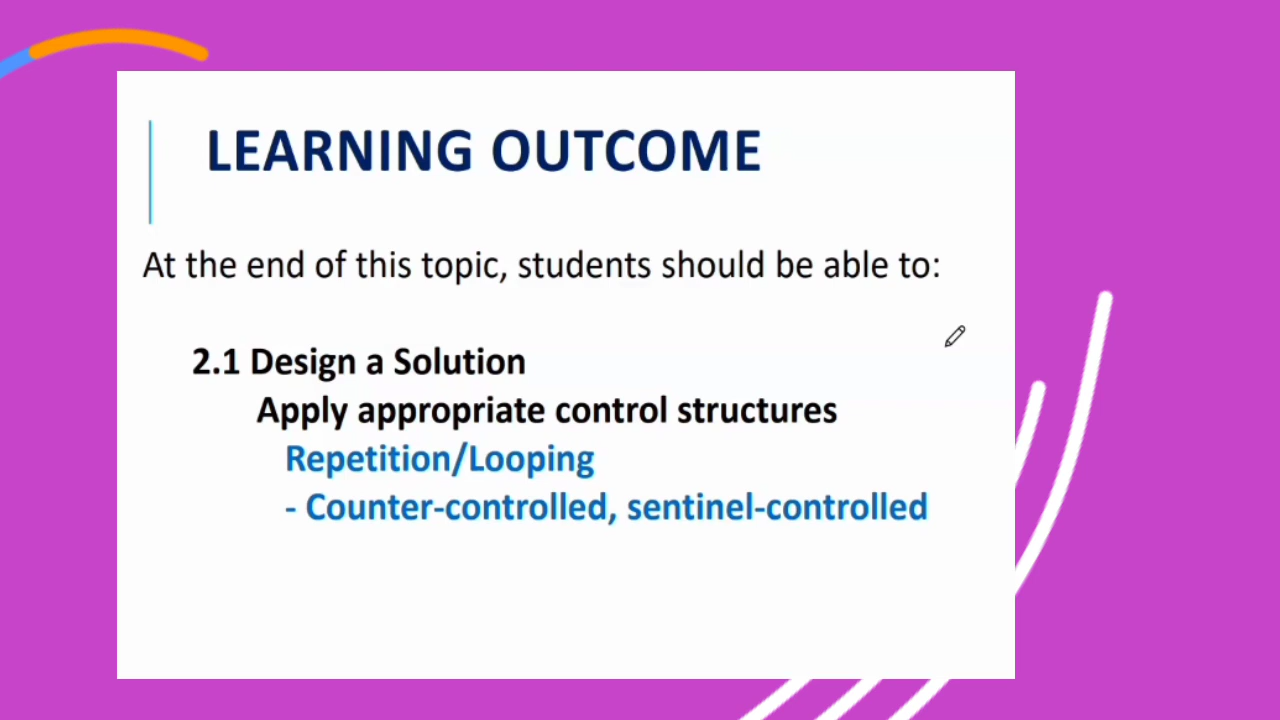 LEARNING OUTCOME
At the end of this topic, students should be able to:
2.1 Design a Solution
Apply appropriate control structures
Repetition/Looping
- Counter-controlled, sentinel-controlled